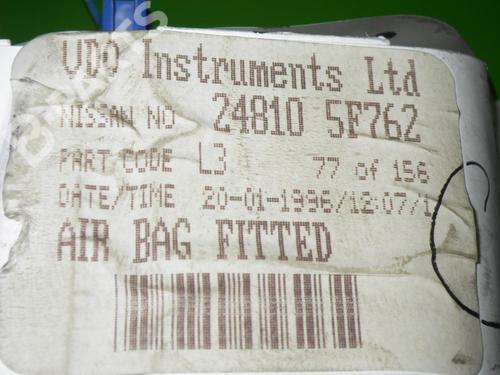 VDO Instruments Ltd
NISSAN NO 24810 5F762
PART CODE L3 77 of 156
DATE/TIME 20-01-1996/12:07/1
AIR BAG FITTED
B-PARTS